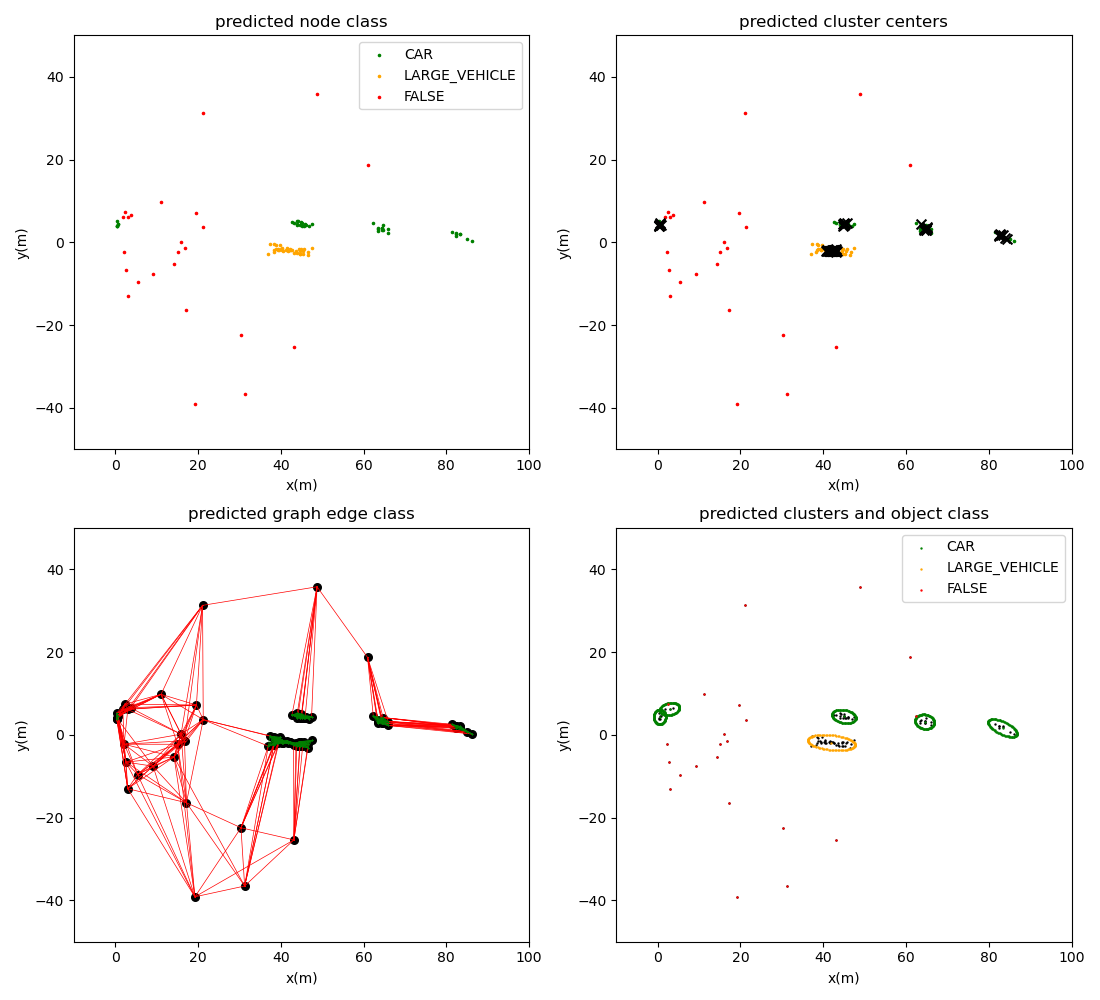 predicted node class
CAR
LARGE_VEHICLE
FALSE
y(m)
40
20
0
−20
−40
0 20 40 60 80 100
x(m)
predicted cluster centers
y(m)
40
20
0
−20
−40
0 20 40 60 80 100
x(m)
predicted graph edge class
y(m)
40
20
0
−20
−40
0 20 40 60 80 100
x(m)
predicted clusters and object class
CAR
LARGE_VEHICLE
FALSE
y(m)
40
20
0
−20
−40
0 20 40 60 80 100
x(m)